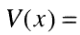 V(x) =